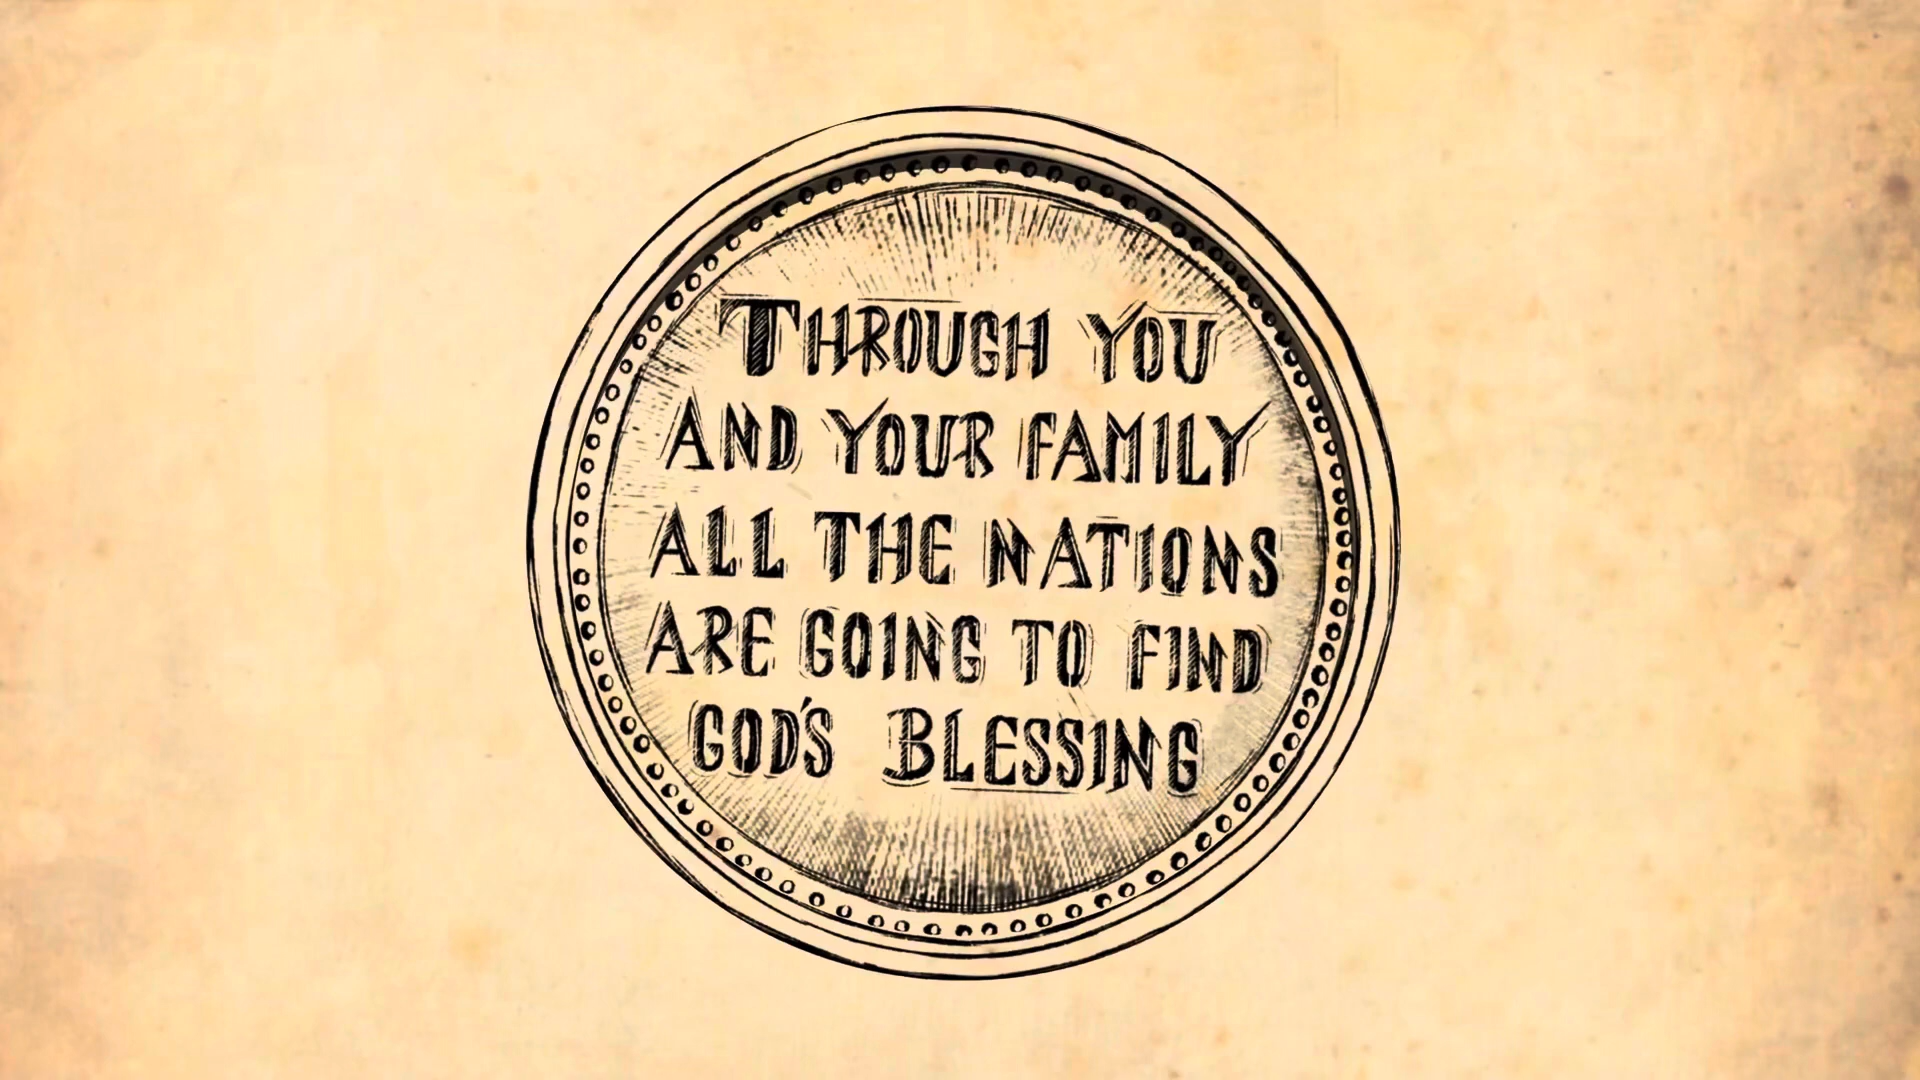 THROUGH YOU
AND YOUR FAMILY
ALL THE NATIONS
ARE GOING TO FIND
GOD'S BLESSING